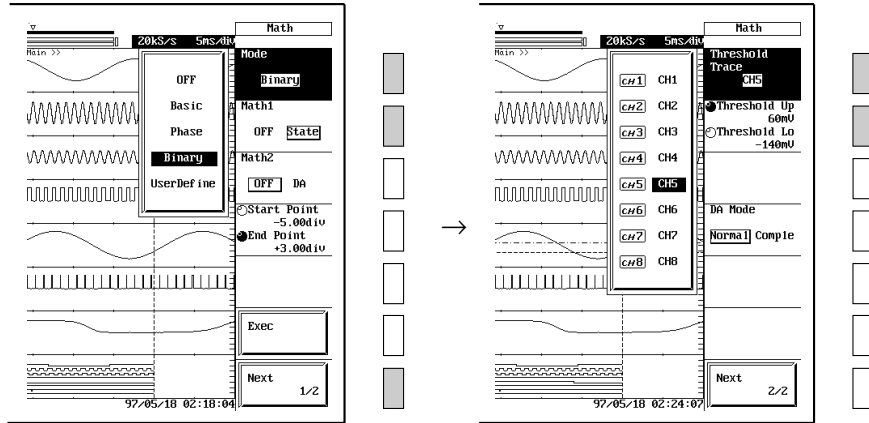 Math
20kS/s 5ms/div
Main >>
Mode
Binary
OFF
Basic
Phase
Binary
UserDefine
Math1
OFF State
Math2
OFF DA
Start Point
-5.00div
End Point
+3.00div
Exec
Next
1/2
97/05/18 02:18:04
→
Math
20kS/s 5ms/div
Main >>
Threshold
Trace
CH5
CH1 CH1
CH2 CH2
CH3 CH3
CH4 CH4
CH5 CH5
CH6 CH6
CH7 CH7
CH8 CH8
Threshold Up
60mV
Threshold Lo
-140mV
DA Mode
Normal Comple
Next
2/2
97/05/18 02:24:07